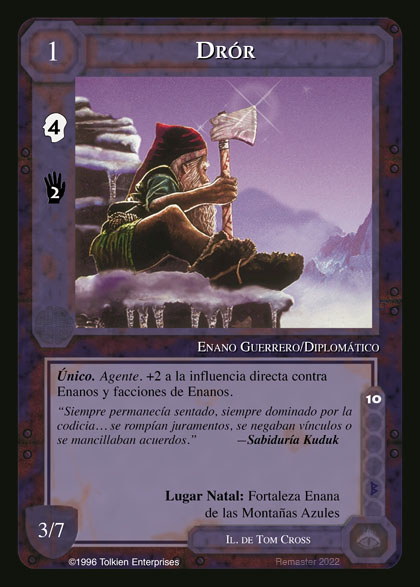 1
DRÓR
4
2
ENANO GUERRERO/DIPLOMÁTICO
Único. Agente. +2 a la influencia directa contra
Enanos y facciones de Enanos.
10
“Siempre permanecía sentado, siempre dominado por la
codicia… se rompían juramentos, se negaban vínculos o
se mancillaban acuerdos.” —Sabiduría Kuduk
Lugar Natal: Fortaleza Enana
de las Montañas Azules
3/7
IL. DE TOM CROSS
©1996 Tolkien Enterprises
Remaster 2022